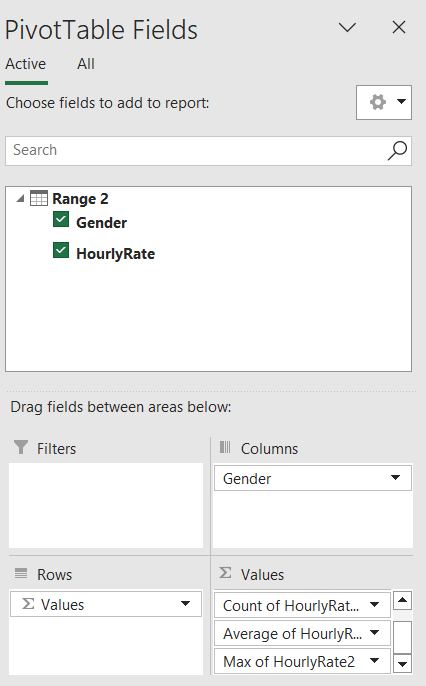 PivotTable Fields
Active All
Choose fields to add to report:
Search
Range 2
Gender
HourlyRate
Drag fields between areas below:
Filters
Columns
Gender
Rows
Values
Σ Values
Σ Values
Count of HourlyRat...
Average of HourlyR...
Max of HourlyRate2